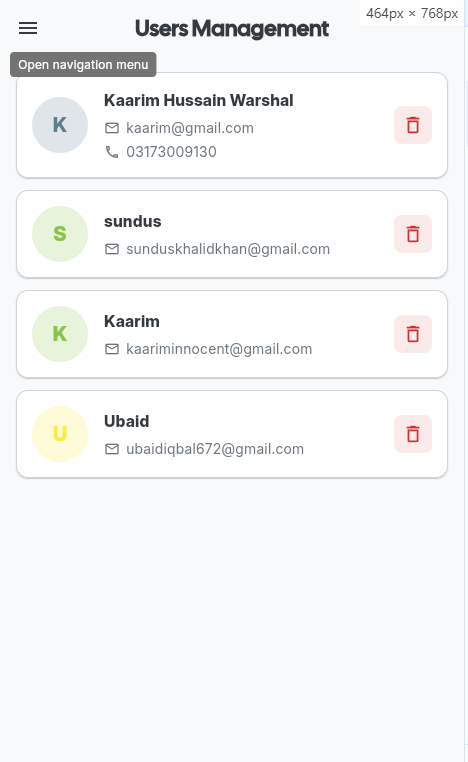 Users Management
464px × 768px
Open navigation menu
K
Kaarim Hussain Warshal
kaarim@gmail.com
03173009130
S
sundus
sunduskhalidkhan@gmail.com
K
Kaarim
kaariminnocent@gmail.com
U
Ubaid
ubaidiqbal672@gmail.com